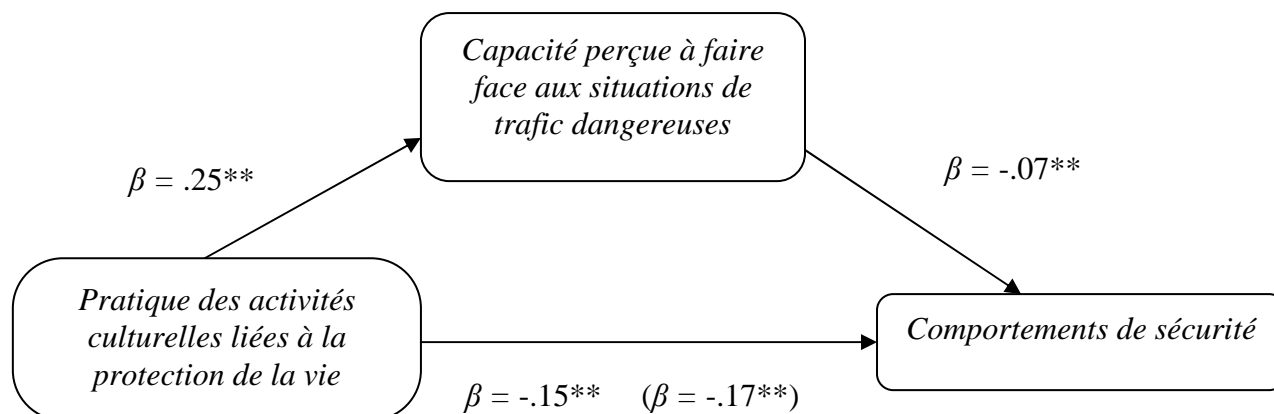 Capacité perçue à faire
face aux situations de
trafic dangereuses
β = .25**
β = -.07**
Pratique des activités
culturelles liées à la
protection de la vie
Comportements de sécurité
β = -.15** (β = -.17**)